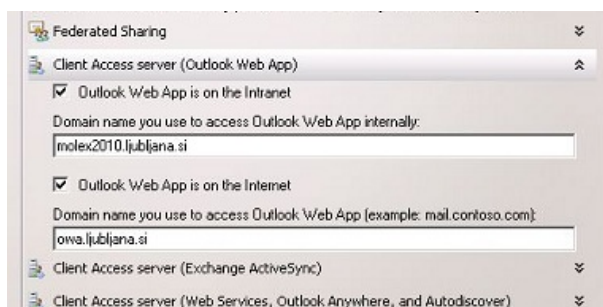 Federated Sharing
Client Access server (Outlook Web App)
Outlook Web App is on the Intranet
Domain name you use to access Outlook Web App internally:
molex2010.ljubljana.si
Outlook Web App is on the Internet
Domain name you use to access Outlook Web App (example: mail.contoso.com):
owa.ljubljana.si
Client Access server (Exchange ActiveSync)
Client Access server (Web Services, Outlook Anywhere, and Autodiscover)